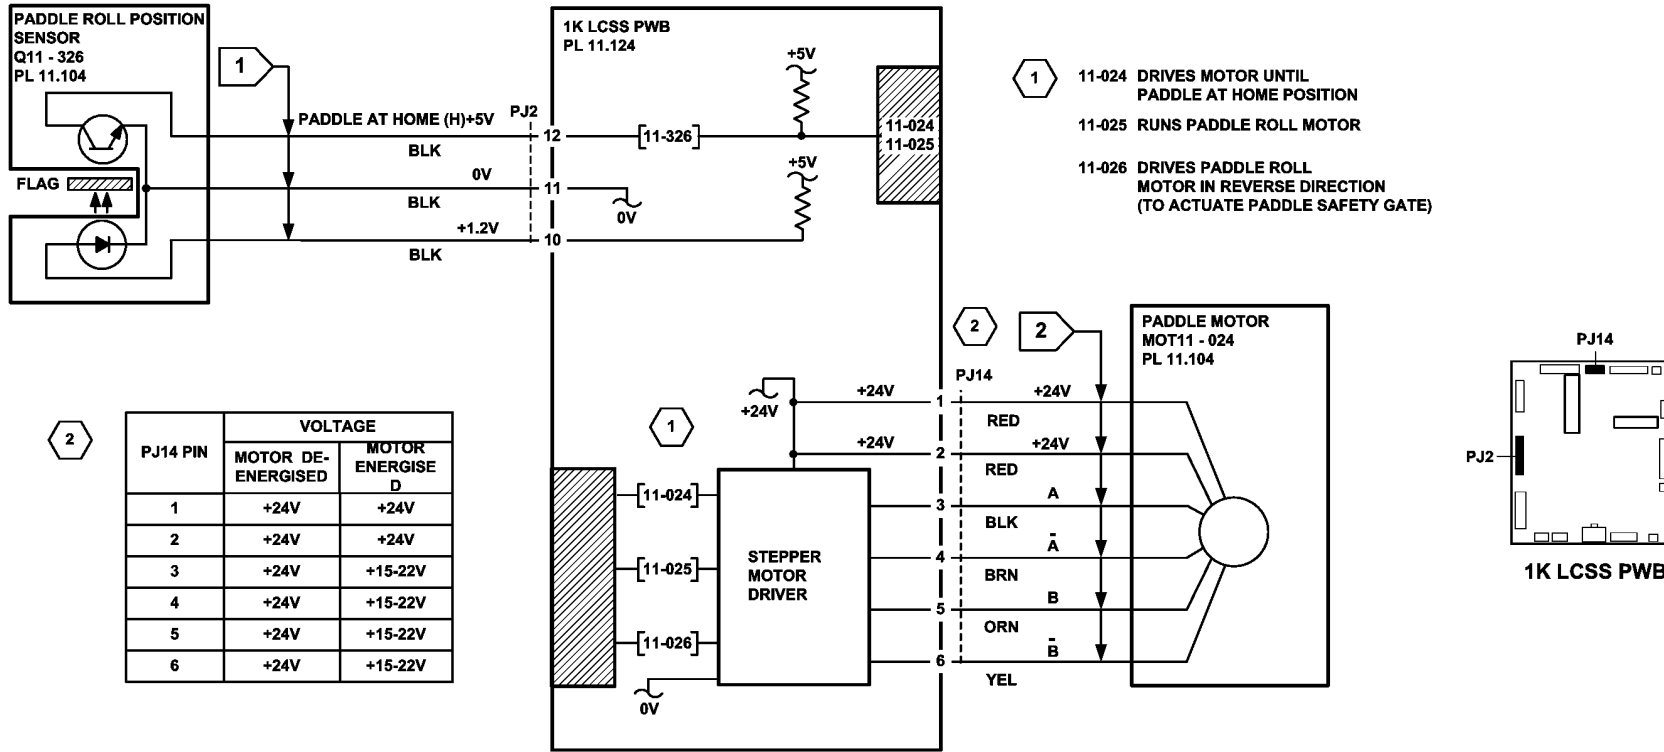 PADDLE ROLL POSITION
SENSOR
Q11 - 326
PL 11.104
1
FLAG
PADDLE AT HOME (H)+5V
BLK
0V
BLK
+1.2V
BLK
PJ2
12
11
10
1K LCSS PWB
PL 11.124
[11-326]
+5V
+5V
0V
11-024
11-025
1
11-024 DRIVES MOTOR UNTIL
PADDLE AT HOME POSITION
11-025 RUNS PADDLE ROLL MOTOR
11-026 DRIVES PADDLE ROLL
MOTOR IN REVERSE DIRECTION
(TO ACTUATE PADDLE SAFETY GATE)
2
PJ14 PIN
VOLTAGE
MOTOR DE-
ENERGISED
MOTOR
ENERGISE
D
1 +24V +24V
2 +24V +24V
3 +24V +15-22V
4 +24V +15-22V
5 +24V +15-22V
6 +24V +15-22V
1
[11-024]
[11-025]
[11-026]
0V
+24V
STEPPER
MOTOR
DRIVER
+24V
+24V
2
2
PJ14
1
2
3
4
5
6
+24V
RED
+24V
RED
A
BLK
A̅
BRN
B
ORN
B̅
YEL
PADDLE MOTOR
MOT11 - 024
PL 11.104
PJ14
PJ2
1K LCSS PWB